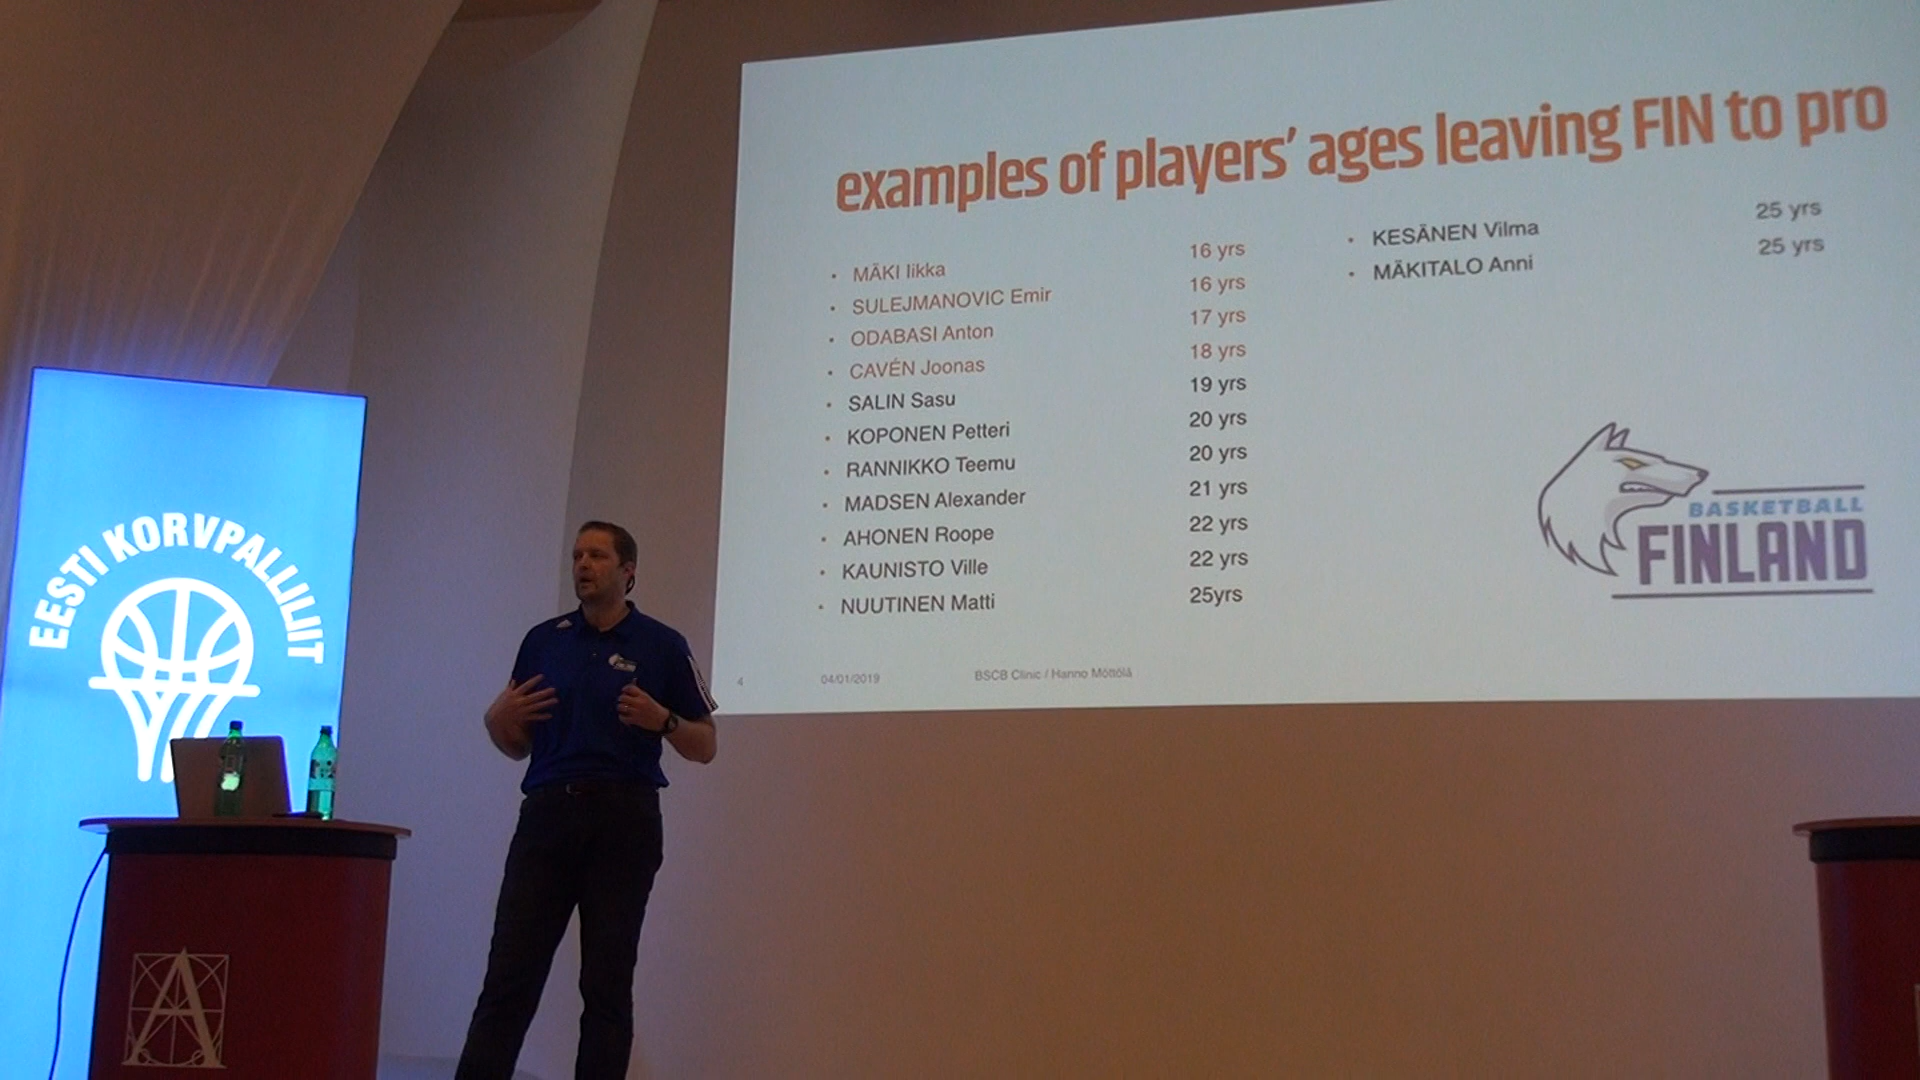 examples of players' ages leaving FIN to pro
• MÄKI Iikka 16 yrs
• SULEJMANOVIC Emir 16 yrs
• ODABASI Anton 17 yrs
• CAVÉN Joonas 18 yrs
• SALIN Sasu 19 yrs
• KOPONEN Petteri 20 yrs
• RANNIKKO Teemu 20 yrs
• MADSEN Alexander 21 yrs
• AHONEN Roope 22 yrs
• KAUNISTO Ville 22 yrs
• NUUTINEN Matti 25yrs
• KESÄNEN Vilma 25 yrs
• MÄKITALO Anni 25 yrs
BASKETBALL
FINLAND
4 04/01/2019 BSCB Clinic / Hanno Möttölä
EESTI KORVPALLILIIT
A